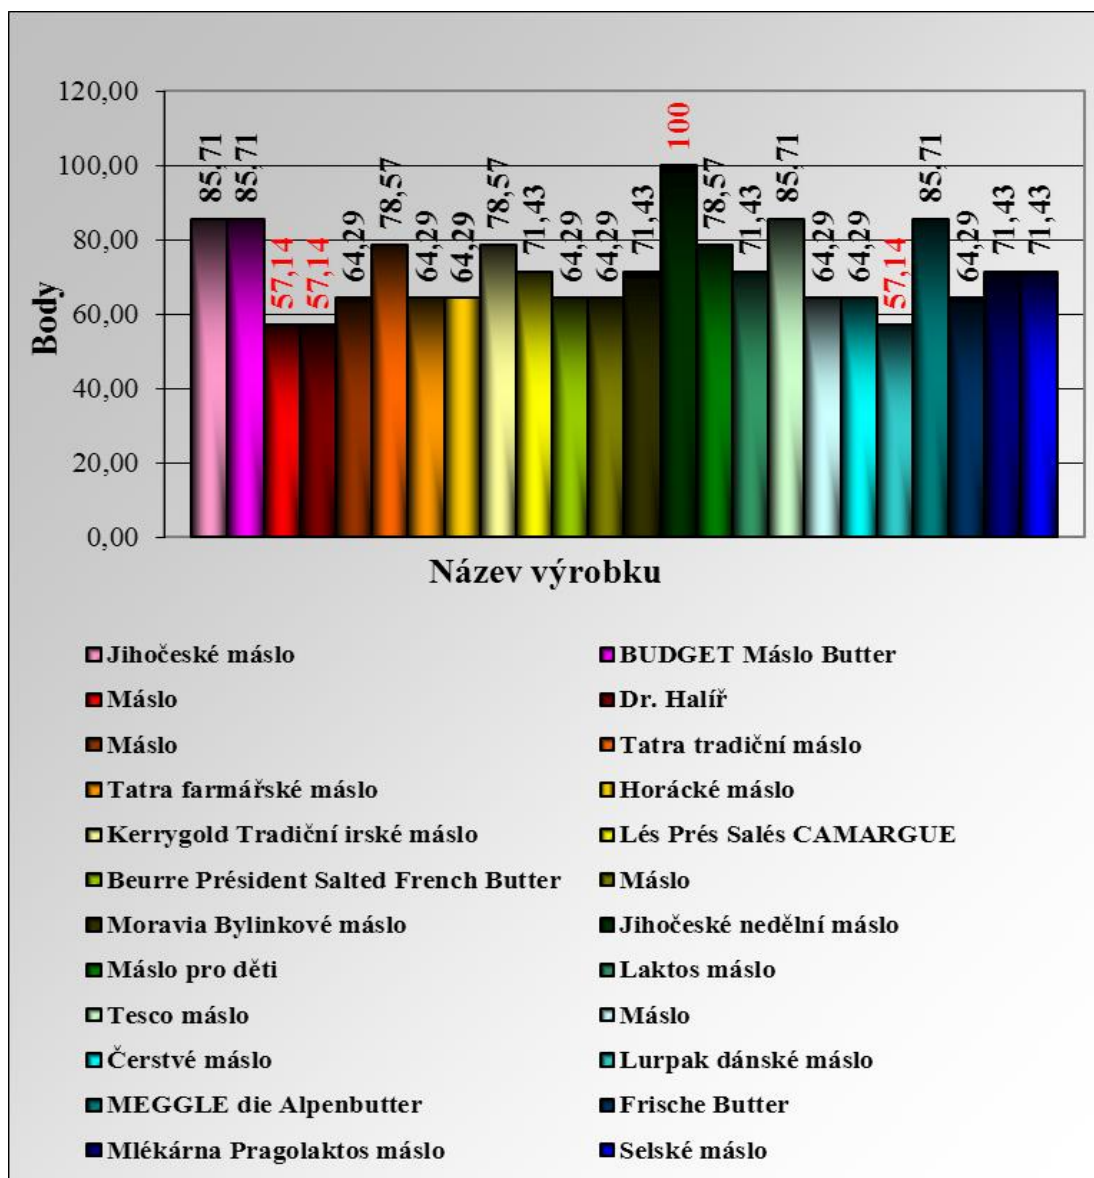 120,00
100,00
80,00
60,00
40,00
20,00
0,00
Body
85,71
85,71
57,14
57,14
64,29
78,57
64,29
64,29
78,57
71,43
64,29
64,29
71,43
100
78,57
71,43
85,71
64,29
64,29
57,14
85,71
64,29
71,43
71,43
Název výrobku
Jihočeské máslo BUDGET Máslo Butter
Máslo Dr. Halíř
Máslo Tatra tradiční máslo
Tatra farmářské máslo Horácké máslo
Kerrygold Tradiční irské máslo Lés Prés Salés CAMARGUE
Beurre Président Salted French Butter Máslo
Moravia Bylinkové máslo Jihočeské nedělní máslo
Máslo pro děti Laktos máslo
Tesco máslo Máslo
Čerstvé máslo Lurpak dánské máslo
MEGGLE die Alpenbutter Frische Butter
Mlékárna Pragolaktos máslo Selské máslo